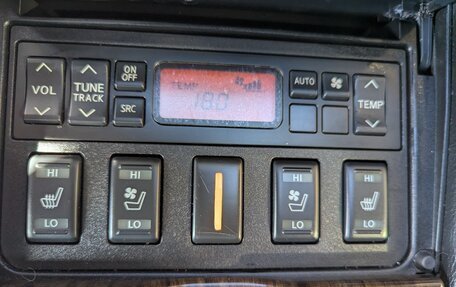 VOL
TUNE
TRACK
ON
OFF
SRC
TEMP
18.0
AUTO
TEMP
HI
LO
HI
LO
HI
LO
HI
LO